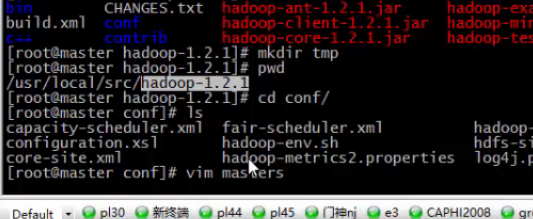 bin CHANGES.txt hadoop-ant-1.2.1.jar hadoop-exa
build.xml conf hadoop-client-1.2.1.jar hadoop-min
c++ contrib hadoop-core-1.2.1.jar hadoop-tes
[root@master hadoop-1.2.1]# mkdir tmp
[root@master hadoop-1.2.1]# pwd
/usr/local/src/hadoop-1.2.1
[root@master hadoop-1.2.1]# cd conf/
[root@master conf]# ls
capacity-scheduler.xml fair-scheduler.xml hadoop-
configuration.xsl hadoop-env.sh hdfs-si
core-site.xml hadoop-metrics2.properties log4j.p
[root@master conf]# vim masters
Default pl30 新终端 pl44 pl45 门神nj e3 CAPHI2008 gr